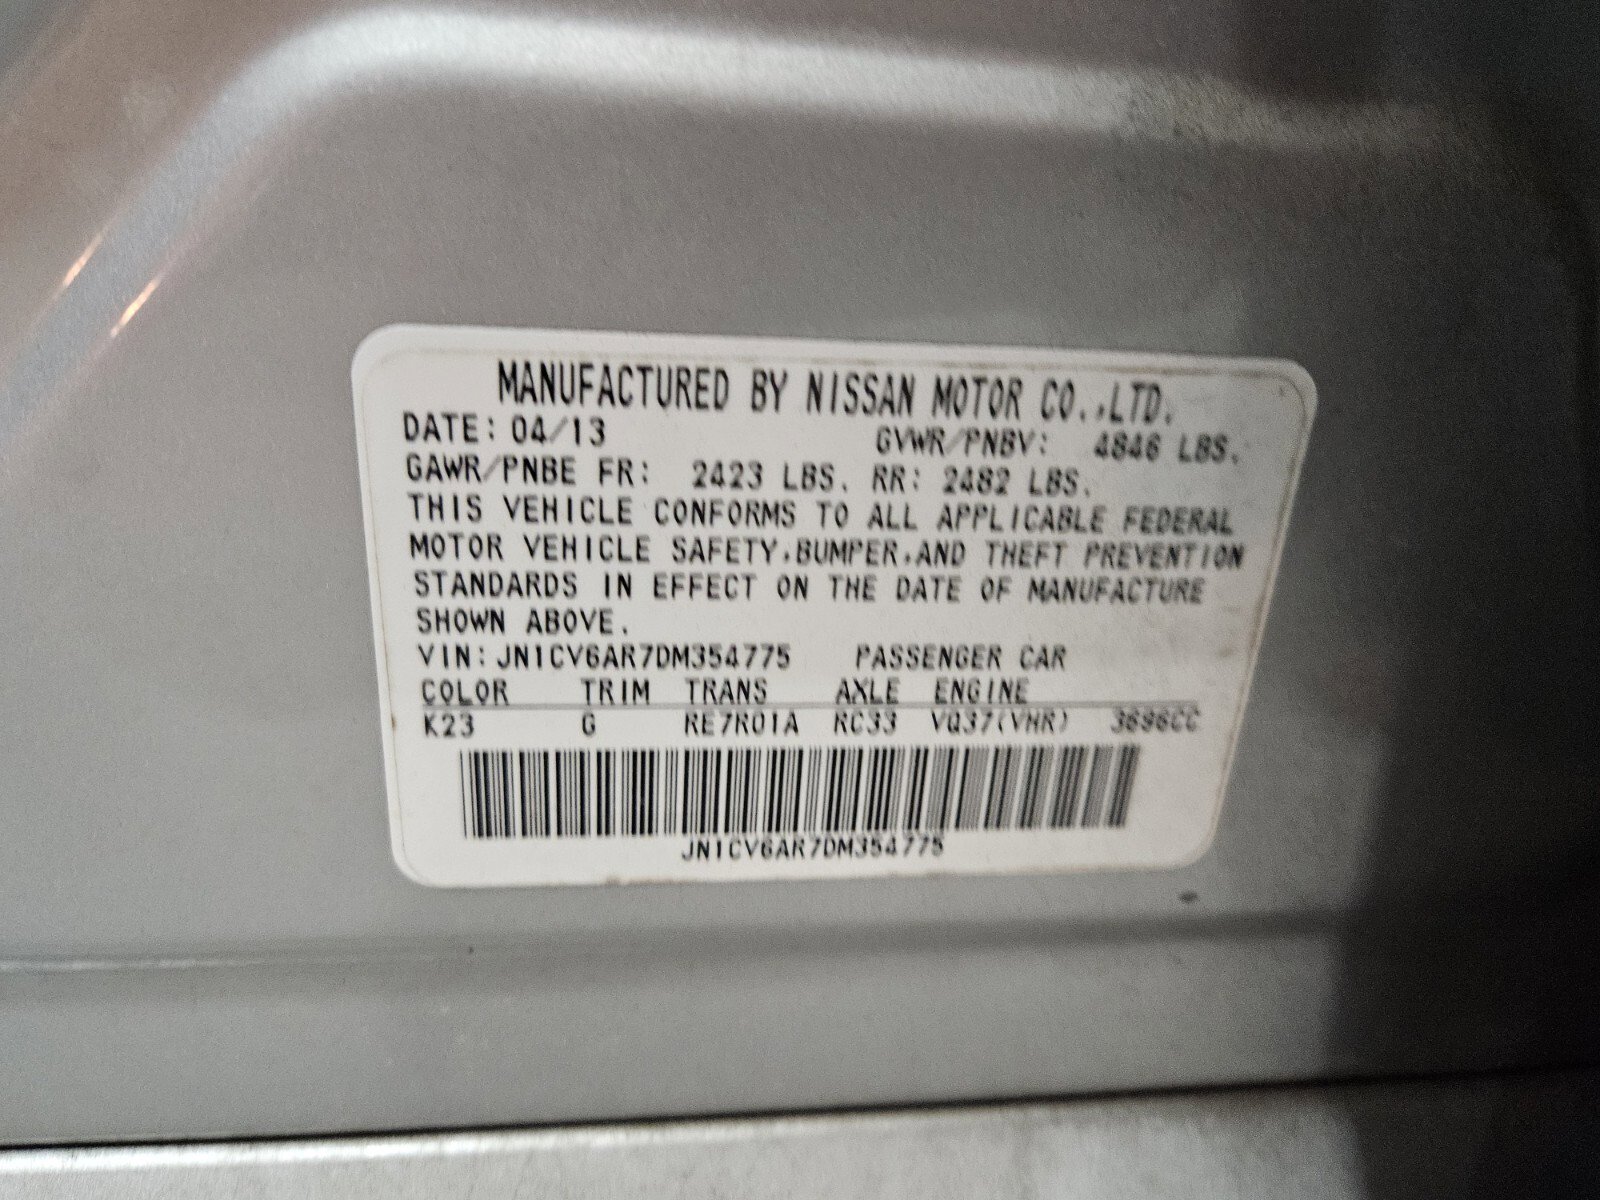 MANUFACTURED BY NISSAN MOTOR CO.,LTD.
DATE: 04/13 GVWR/PNBV: 4846 LBS.
GAWR/PNBE FR: 2423 LBS. RR: 2482 LBS.
THIS VEHICLE CONFORMS TO ALL APPLICABLE FEDERAL
MOTOR VEHICLE SAFETY,BUMPER,AND THEFT PREVENTION
STANDARDS IN EFFECT ON THE DATE OF MANUFACTURE
SHOWN ABOVE.
VIN: JN1CV6AR7DM354775 PASSENGER CAR
COLOR TRIM TRANS AXLE ENGINE
K23 G RE7R01A RC33 VQ37(VHR) 3696CC
JN1CV6AR7DM354775